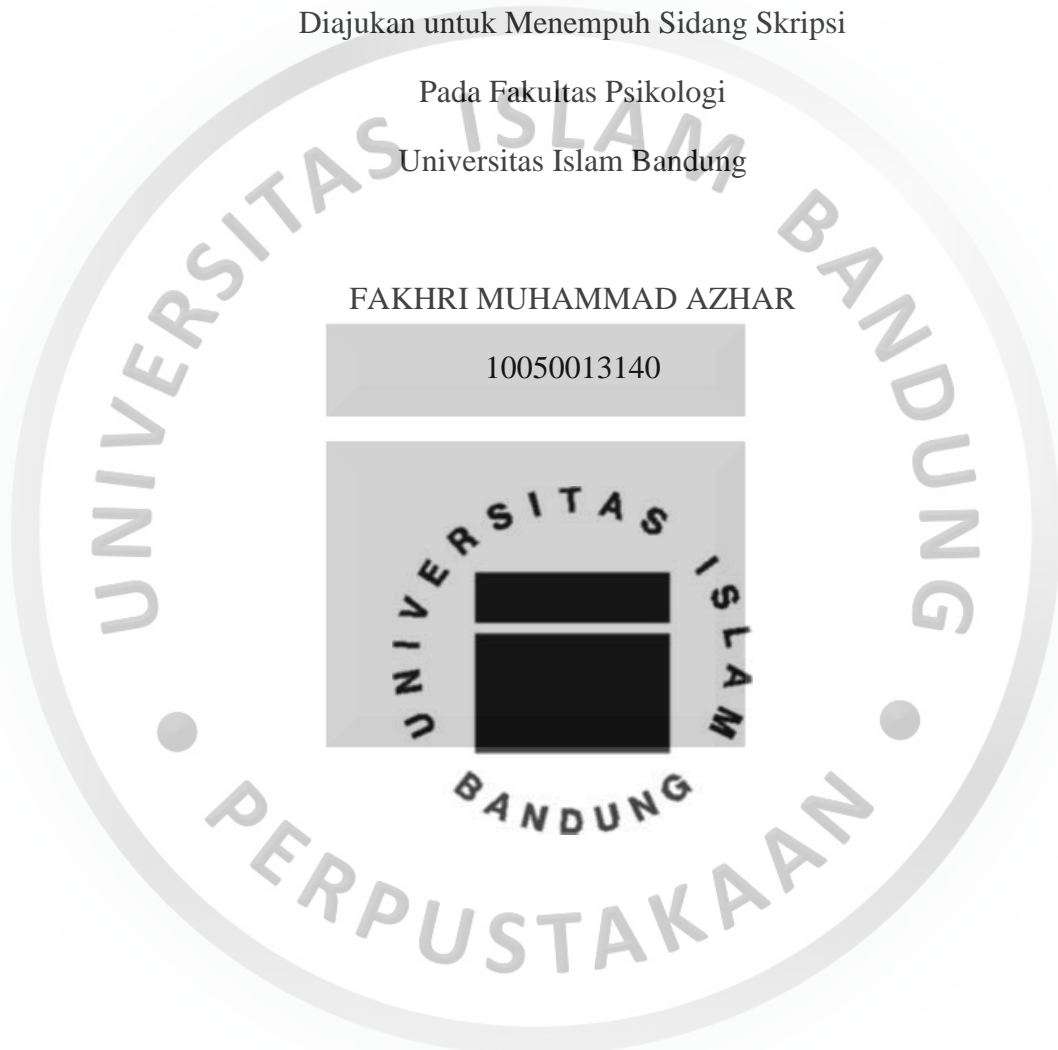 Diajukan untuk Menempuh Sidang Skripsi
Pada Fakultas Psikologi
Universitas Islam Bandung
FAKHRI MUHAMMAD AZHAR
10050013140
UNIVERSITAS ISLAM
BANDUNG
UNIVERSITAS ISLAM BANDUNG
PERPUSTAKAAN